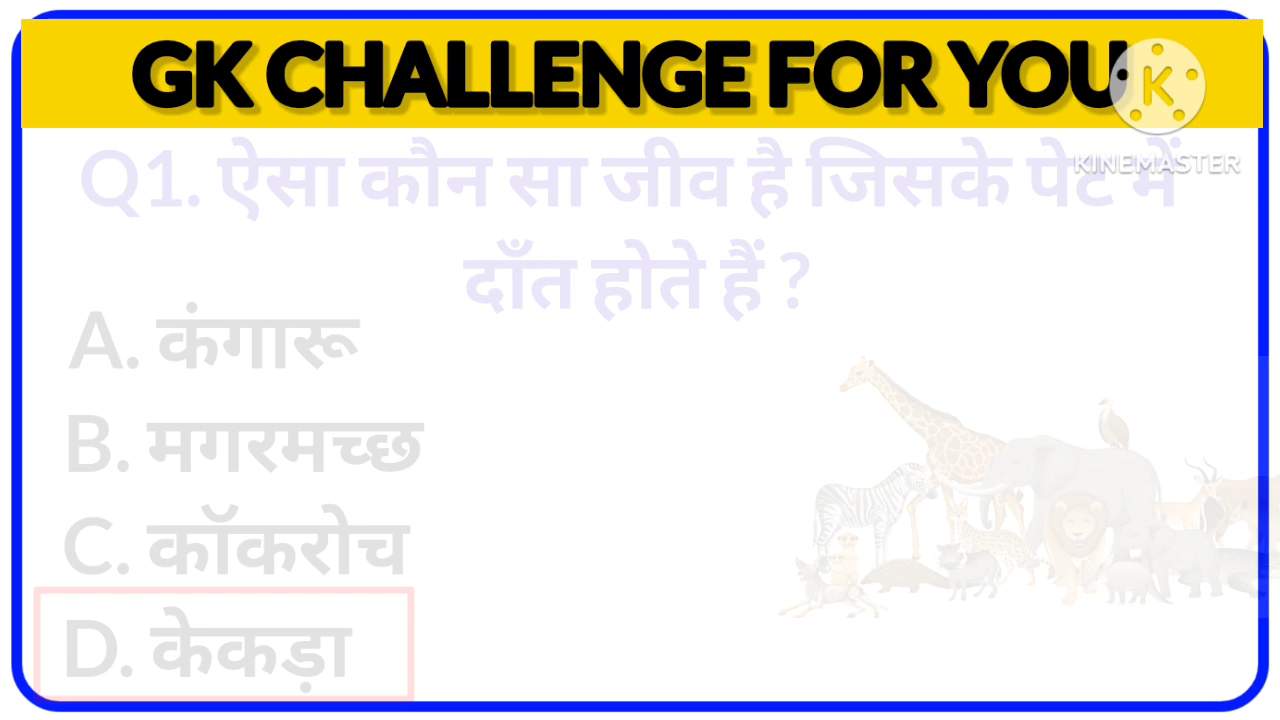 GK CHALLENGE FOR YOU
K
KINEMASTER
Q1. ऐसा कौन सा जीव है जिसके पेट में
दाँत होते हैं ?
A. कंगारू
B. मगरमच्छ
C. कॉकरोच
D. केकड़ा